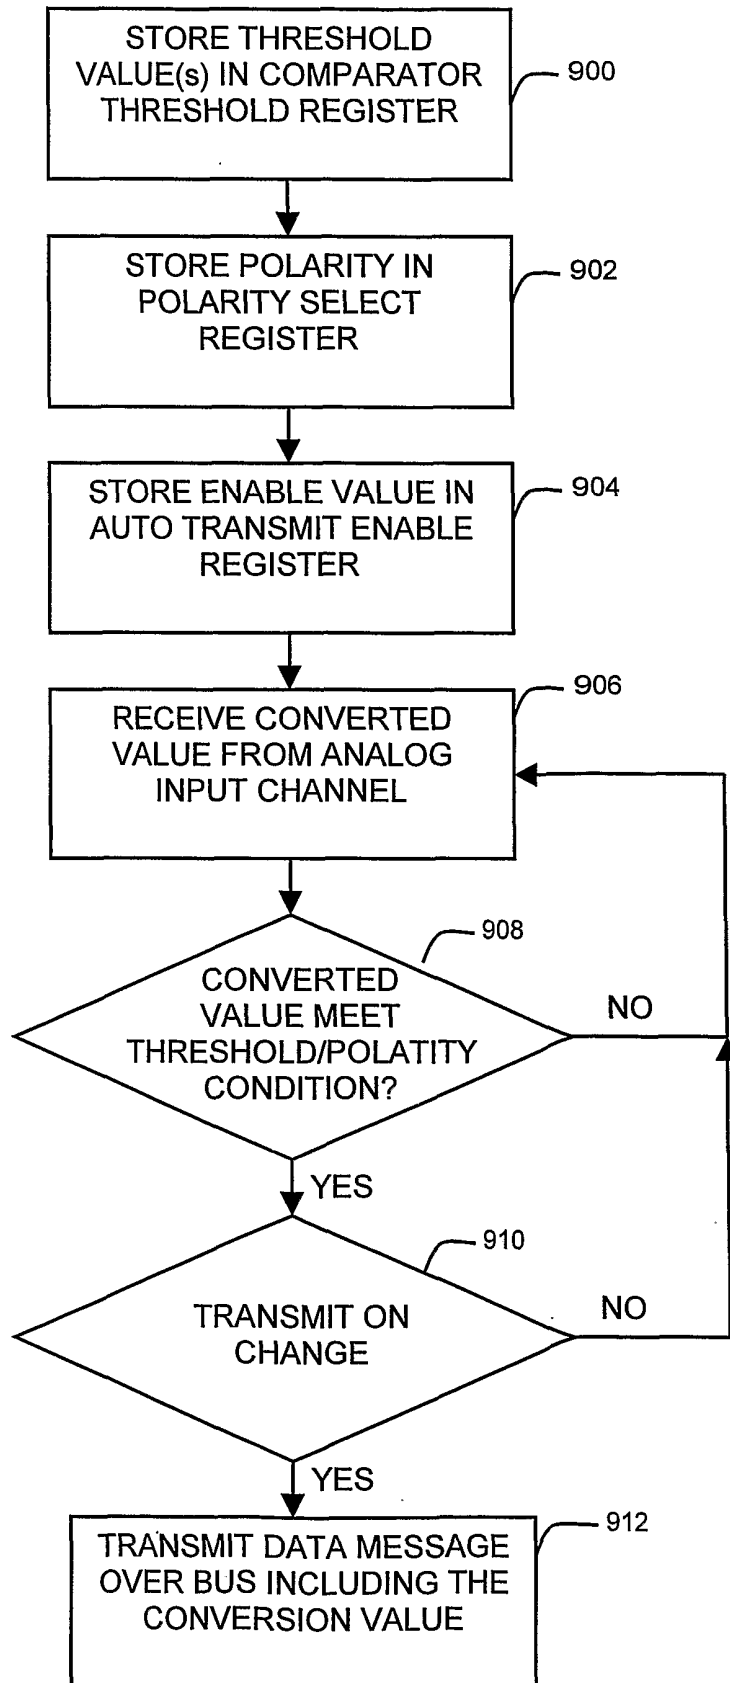 STORE THRESHOLD
VALUE(s) IN COMPARATOR
THRESHOLD REGISTER
900
STORE POLARITY IN
POLARITY SELECT
REGISTER
902
STORE ENABLE VALUE IN
AUTO TRANSMIT ENABLE
REGISTER
904
RECEIVE CONVERTED
VALUE FROM ANALOG
INPUT CHANNEL
906
CONVERTED
VALUE MEET
THRESHOLD/POLATITY
CONDITION?
908
NO
YES
TRANSMIT ON
CHANGE
910
NO
YES
TRANSMIT DATA MESSAGE
OVER BUS INCLUDING THE
CONVERSION VALUE
912